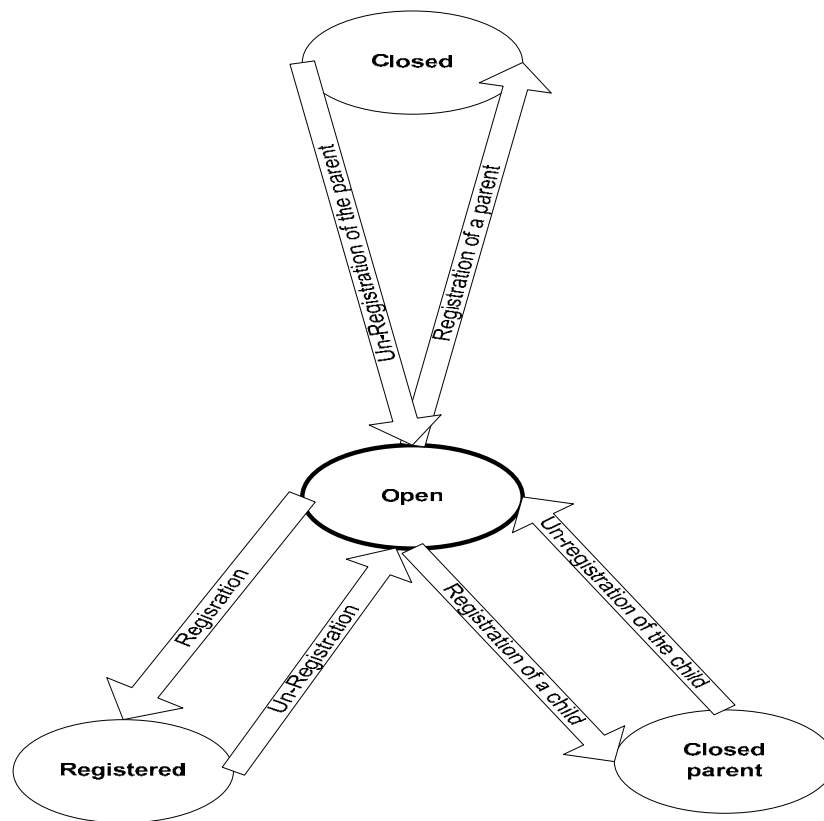 Closed
Un-Registration of the parent
Registration of a parent
Open
Regisration
Un-Registration
Registration of a child
Un-registration of the child
Registered
Closed
parent